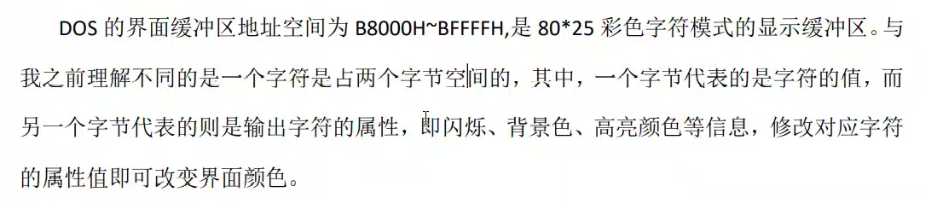 DOS 的界面缓冲区地址空间为 B8000H~BFFFFH,是 80*25 彩色字符模式的显示缓冲区。与
我之前理解不同的是一个字符是占两个字节空间的，其中，一个字节代表的是字符的值，而
另一个字节代表的则是输出字符的属性，即闪烁、背景色、高亮颜色等信息，修改对应字符
的属性值即可改变界面颜色。